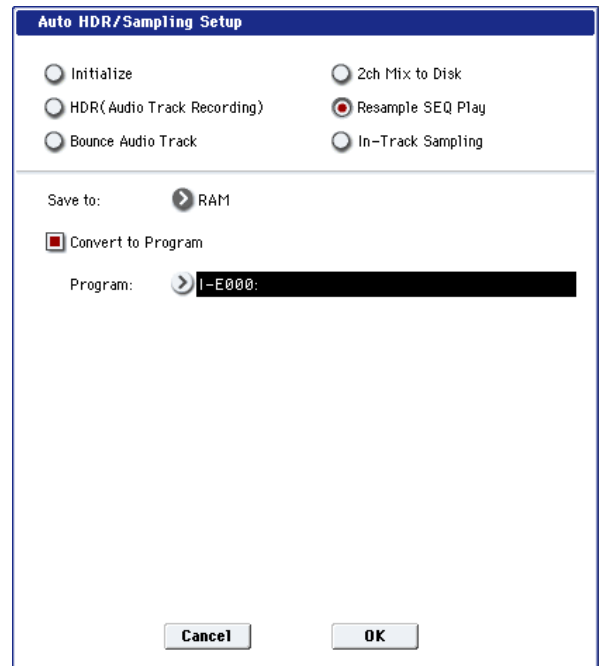 Auto HDR/Sampling Setup
Initialize
2ch Mix to Disk
HDR(Audio Track Recording)
Resample SEQ Play
Bounce Audio Track
In-Track Sampling
Save to: RAM
Convert to Program
Program: I-E000:
Cancel OK